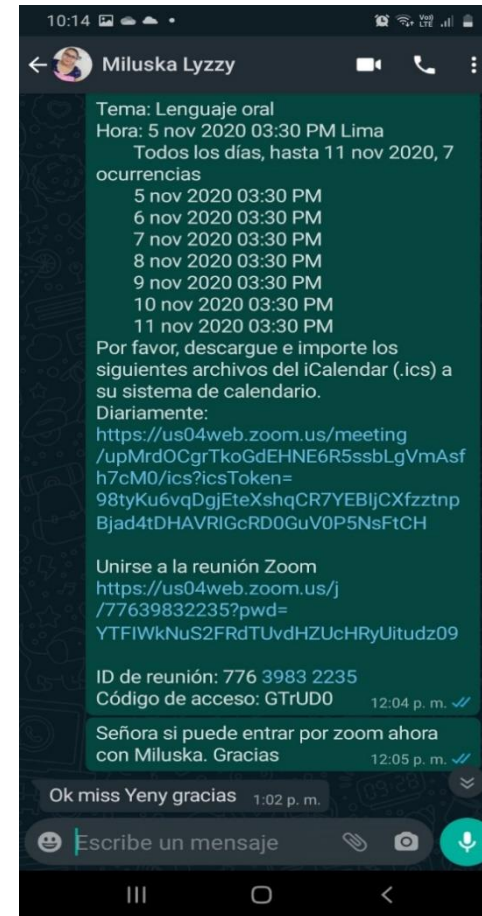 10:14
Miluska Lyzzy
Tema: Lenguaje oral
Hora: 5 nov 2020 03:30 PM Lima
Todos los días, hasta 11 nov 2020, 7
ocurrencias
5 nov 2020 03:30 PM
6 nov 2020 03:30 PM
7 nov 2020 03:30 PM
8 nov 2020 03:30 PM
9 nov 2020 03:30 PM
10 nov 2020 03:30 PM
11 nov 2020 03:30 PM
Por favor, descargue e importe los
siguientes archivos del iCalendar (.ics) a
su sistema de calendario.
Diariamente:
https://us04web.zoom.us/meeting
/upMrdOCgrTkoGdEHNE6R5ssbLgVmAsf
h7cM0/ics?icsToken=
98tyKu6vqDgjEteXshqCR7YEBIjCXfzztnp
Bjad4tDHAVRIGcRD0GuV0P5NsFtCH
Unirse a la reunión Zoom
https://us04web.zoom.us/j
/77639832235?pwd=
YTFIWkNuS2FRdTUvdHZUcHRyUitudz09
ID de reunión: 776 3983 2235
Código de acceso: GTrUD0 12:04 p. m.
Señora si puede entrar por zoom ahora
con Miluska. Gracias 12:05 p. m.
Ok miss Yeny gracias 1:02 p. m.
Escribe un mensaje